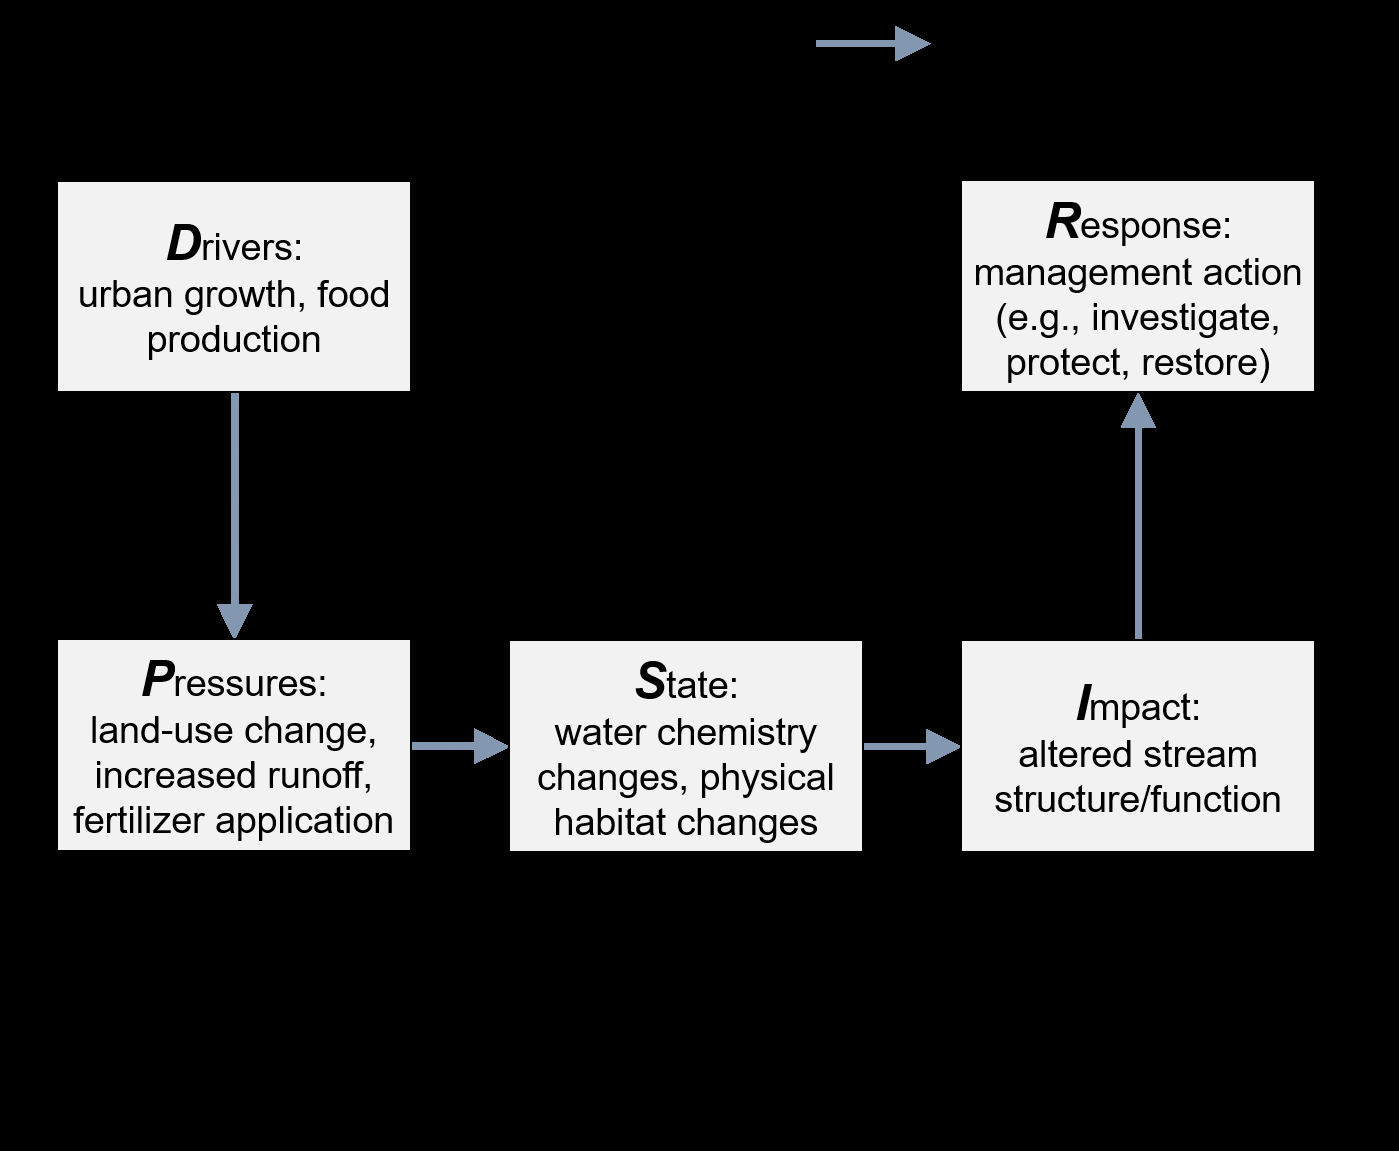 Drivers:
urban growth, food
production
Response:
management action
(e.g., investigate,
protect, restore)
Pressures:
land-use change,
increased runoff,
fertilizer application
State:
water chemistry
changes, physical
habitat changes
Impact:
altered stream
structure/function